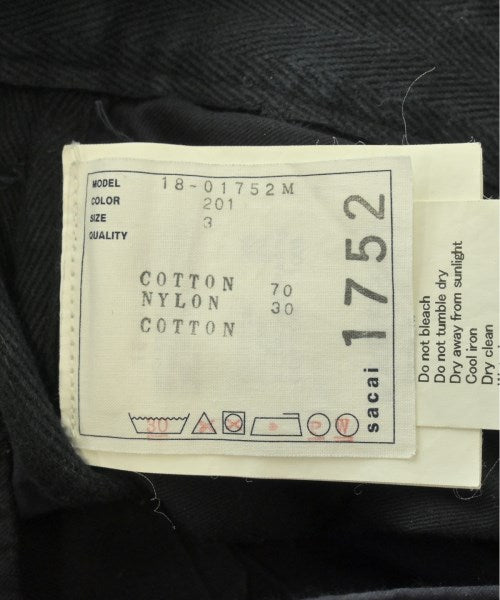 MODEL 18-01752M
COLOR 201
SIZE 3
QUALITY
COTTON 70
NYLON 30
COTTON
30
P W
sacai 1752
Do not bleach
Do not tumble dry
Dry away from sunlight
Cool iron
Dry clean